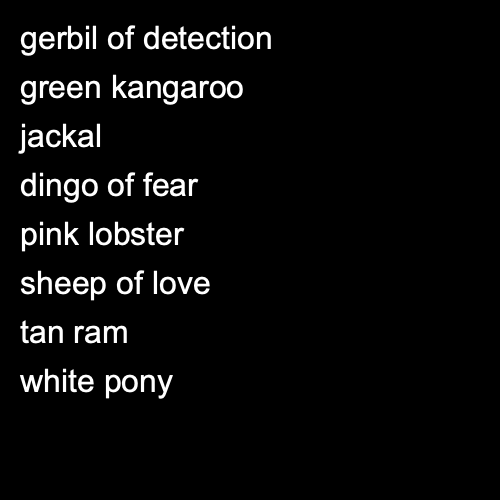 gerbil of detection
green kangaroo
jackal
dingo of fear
pink lobster
sheep of love
tan ram
white pony